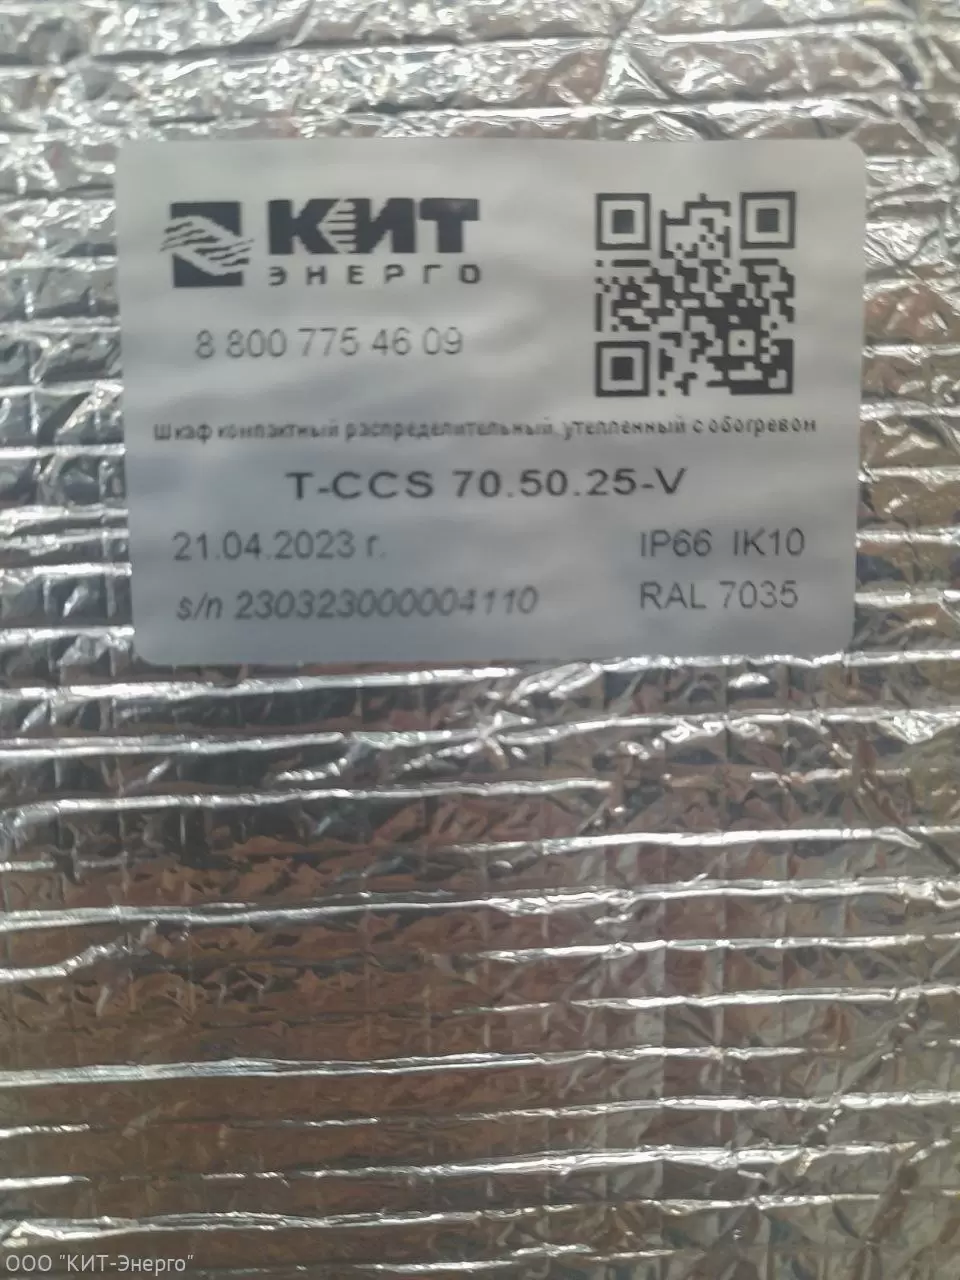 КИТ
ЭНЕРГО
8 800 775 46 09
Шкаф компактный распределительный, утепленный с обогревом
T-CCS 70.50.25-V
21.04.2023 г.
IP66 IK10
s/n 230323000004110
RAL 7035
ООО "КИТ-Энерго"